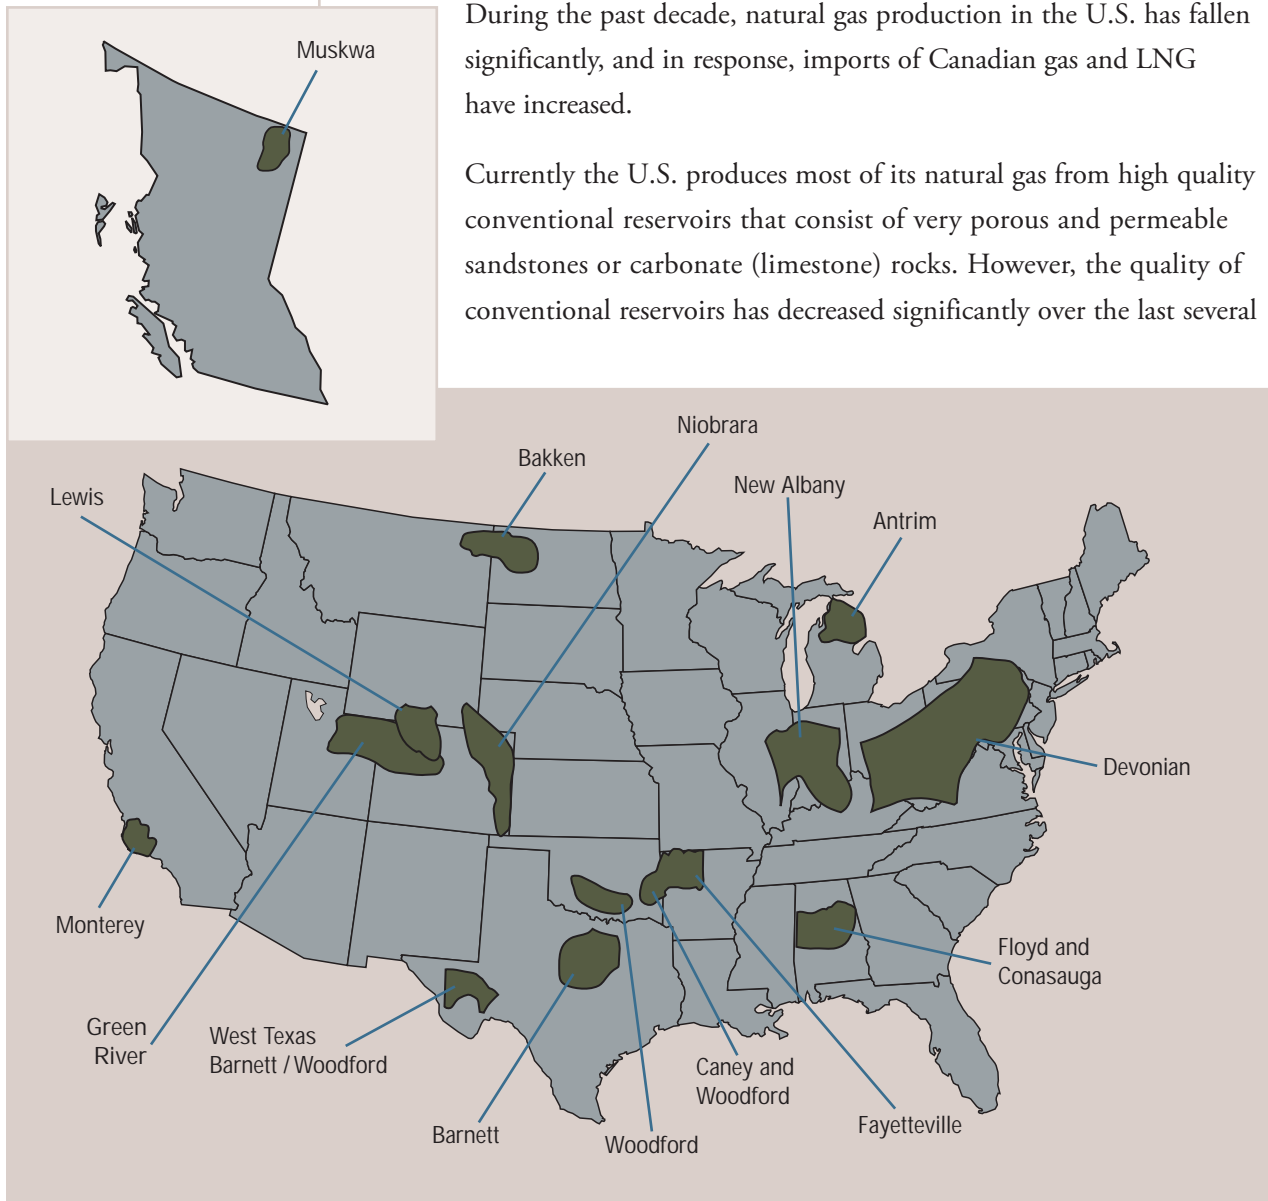 During the past decade, natural gas production in the U.S. has fallen
significantly, and in response, imports of Canadian gas and LNG
have increased.
Currently the U.S. produces most of its natural gas from high quality
conventional reservoirs that consist of very porous and permeable
sandstones or carbonate (limestone) rocks. However, the quality of
conventional reservoirs has decreased significantly over the last several
Muskwa
Niobrara
Bakken
New Albany
Lewis
Antrim
Devonian
Monterey
Floyd and
Conasauga
Green
River
West Texas
Barnett / Woodford
Caney and
Woodford
Fayetteville
Barnett
Woodford